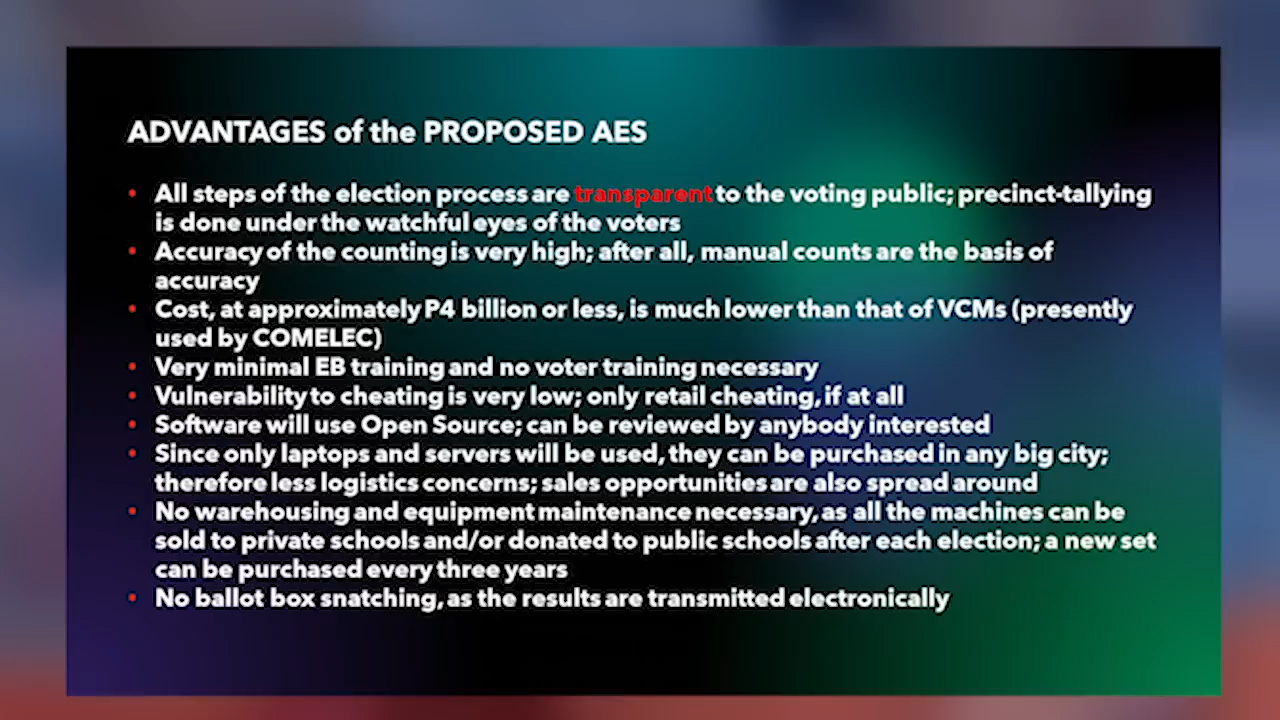 ADVANTAGES of the PROPOSED AES
• All steps of the election process are transparent to the voting public; precinct-tallying
is done under the watchful eyes of the voters
• Accuracy of the counting is very high; after all, manual counts are the basis of
accuracy
• Cost, at approximately P4 billion or less, is much lower than that of VCMs (presently
used by COMELEC)
• Very minimal EB training and no voter training necessary
• Vulnerability to cheating is very low; only retail cheating, if at all
• Software will use Open Source; can be reviewed by anybody interested
• Since only laptops and servers will be used, they can be purchased in any big city;
therefore less logistics concerns; sales opportunities are also spread around
• No warehousing and equipment maintenance necessary, as all the machines can be
sold to private schools and/or donated to public schools after each election; a new set
can be purchased every three years
• No ballot box snatching, as the results are transmitted electronically